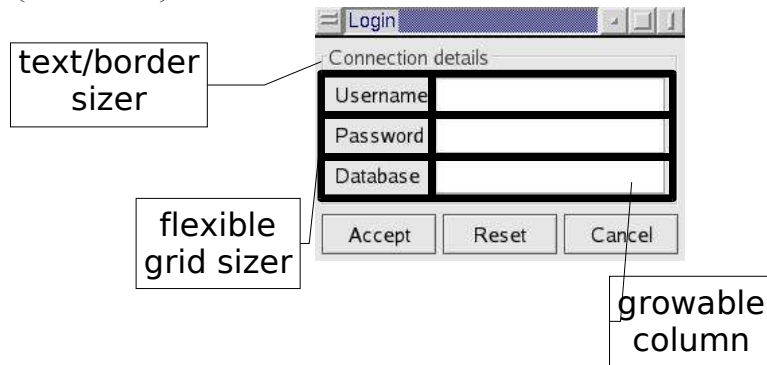 Login
text/border
sizer
Connection details
Username
Password
Database
flexible
grid sizer
Accept
Reset
Cancel
growable
column